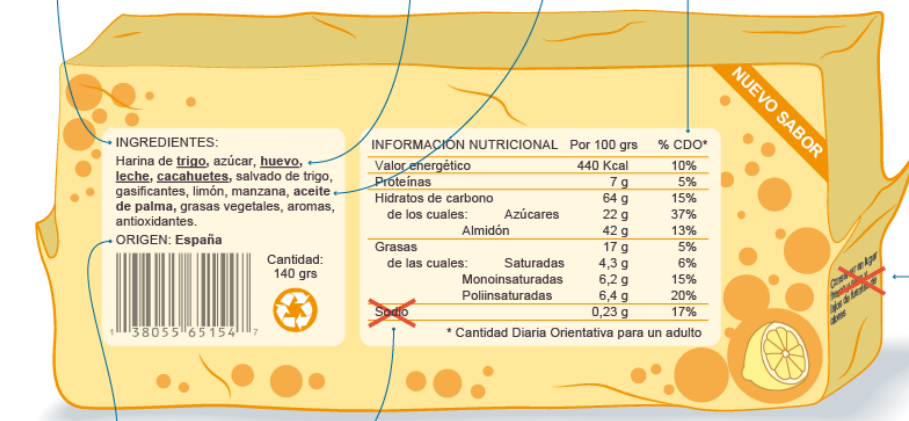 NUEVO SABOR
INGREDIENTES:
Harina de trigo, azúcar, huevo,
leche, cacahuetes, salvado de trigo,
gasificantes, limón, manzana, aceite
de palma, grasas vegetales, aromas,
antioxidantes.
ORIGEN: España
Cantidad:
140 grs
1 38055 65154 7
INFORMACIÓN NUTRICIONAL Por 100 grs % CDO*
Valor energético 440 Kcal 10%
Proteínas 7 g 5%
Hidratos de carbono 64 g 15%
de los cuales: Azúcares 22 g 37%
Almidón 42 g 13%
Grasas 17 g 5%
de las cuales: Saturadas 4,3 g 6%
Monoinsaturadas 6,2 g 15%
Poliinsaturadas 6,4 g 20%
Sodio 0,23 g 17%
* Cantidad Diaria Orientativa para un adulto
en lugar